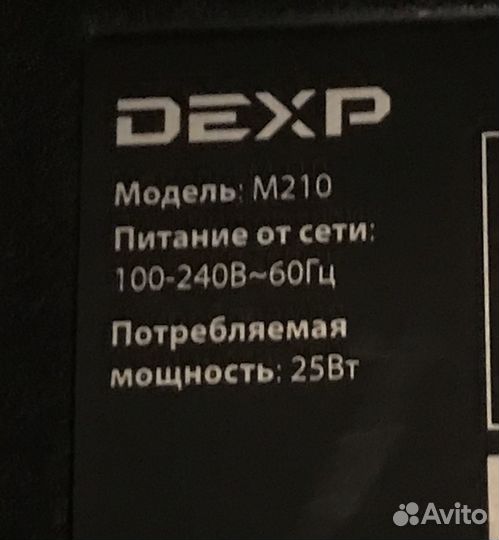 DEXP
Модель: M210
Питание от сети:
100-240В~60Гц
Потребляемая
мощность: 25Вт
Avito